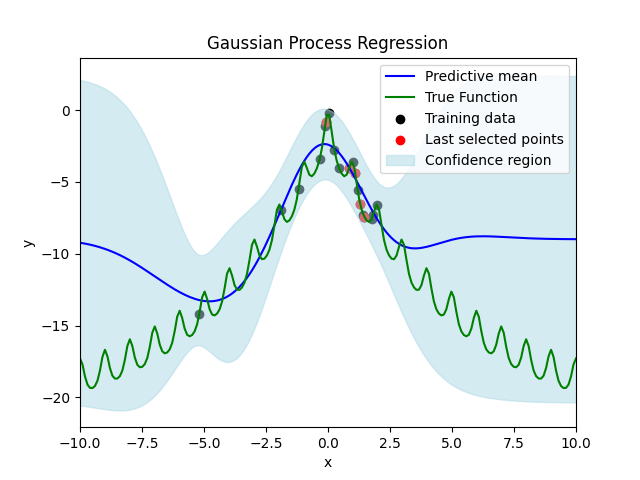 Gaussian Process Regression
Predictive mean
True Function
Training data
Last selected points
Confidence region
y
0
−5
−10
−15
−20
−10.0 −7.5 −5.0 −2.5 0.0 2.5 5.0 7.5 10.0
x